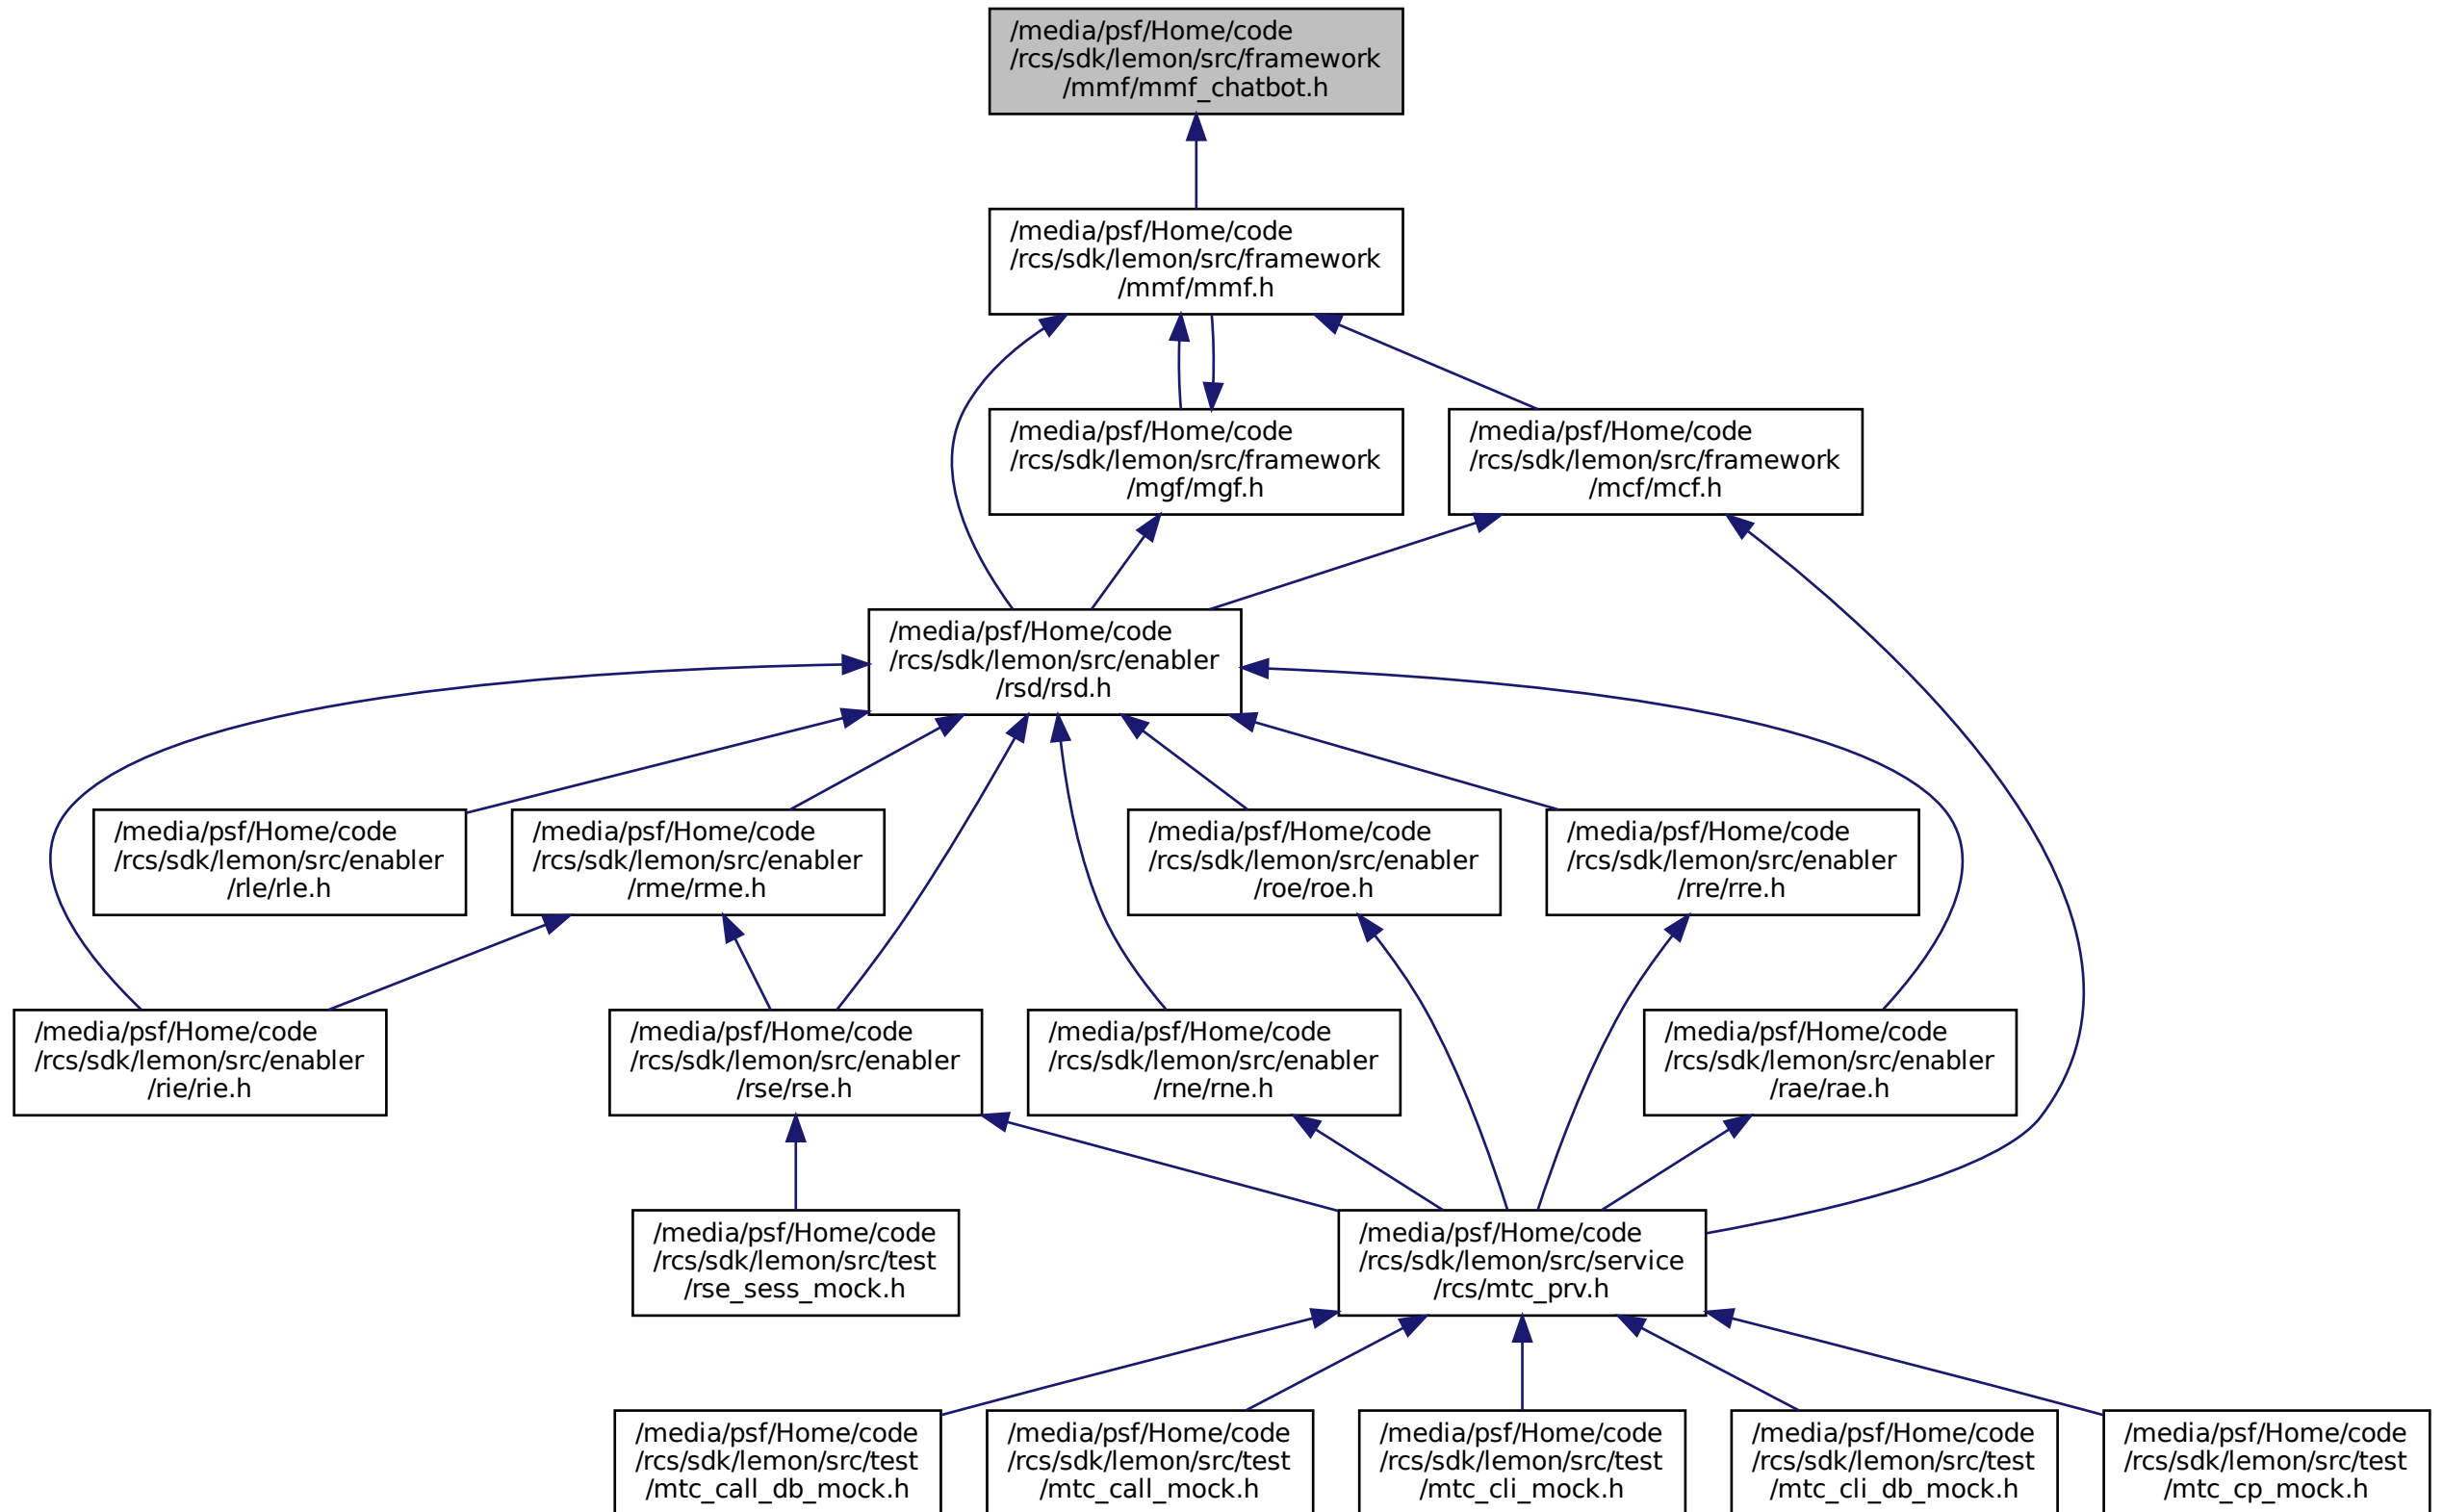 /media/psf/Home/code
/rcs/sdk/lemon/src/framework
/mmf/mmf_chatbot.h
/media/psf/Home/code
/rcs/sdk/lemon/src/framework
/mmf/mmf.h
/media/psf/Home/code
/rcs/sdk/lemon/src/framework
/mgf/mgf.h
/media/psf/Home/code
/rcs/sdk/lemon/src/framework
/mcf/mcf.h
/media/psf/Home/code
/rcs/sdk/lemon/src/enabler
/rsd/rsd.h
/media/psf/Home/code
/rcs/sdk/lemon/src/enabler
/rle/rle.h
/media/psf/Home/code
/rcs/sdk/lemon/src/enabler
/rme/rme.h
/media/psf/Home/code
/rcs/sdk/lemon/src/enabler
/roe/roe.h
/media/psf/Home/code
/rcs/sdk/lemon/src/enabler
/rre/rre.h
/media/psf/Home/code
/rcs/sdk/lemon/src/enabler
/rie/rie.h
/media/psf/Home/code
/rcs/sdk/lemon/src/enabler
/rse/rse.h
/media/psf/Home/code
/rcs/sdk/lemon/src/enabler
/rne/rne.h
/media/psf/Home/code
/rcs/sdk/lemon/src/enabler
/rae/rae.h
/media/psf/Home/code
/rcs/sdk/lemon/src/test
/rse_sess_mock.h
/media/psf/Home/code
/rcs/sdk/lemon/src/service
/rcs/mtc_prv.h
/media/psf/Home/code
/rcs/sdk/lemon/src/test
/mtc_call_db_mock.h
/media/psf/Home/code
/rcs/sdk/lemon/src/test
/mtc_call_mock.h
/media/psf/Home/code
/rcs/sdk/lemon/src/test
/mtc_cli_mock.h
/media/psf/Home/code
/rcs/sdk/lemon/src/test
/mtc_cli_db_mock.h
/media/psf/Home/code
/rcs/sdk/lemon/src/test
/mtc_cp_mock.h